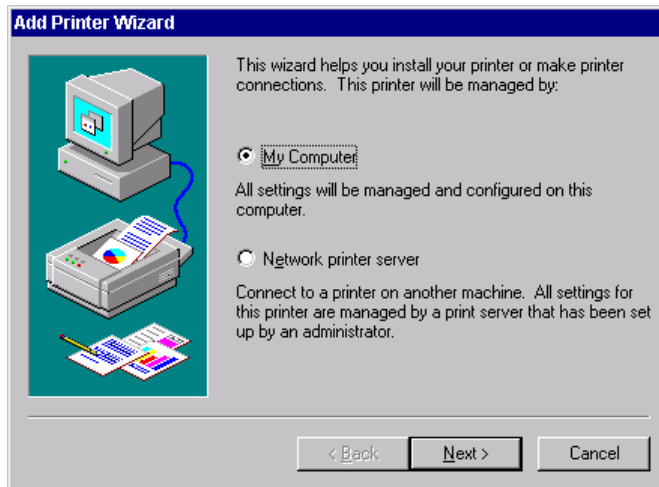 Add Printer Wizard
This wizard helps you install your printer or make printer
connections.  This printer will be managed by:
My Computer
All settings will be managed and configured on this
computer.
Network printer server
Connect to a printer on another machine.  All settings for
this printer are managed by a print server that has been set
up by an administrator.
< Back
Next >
Cancel